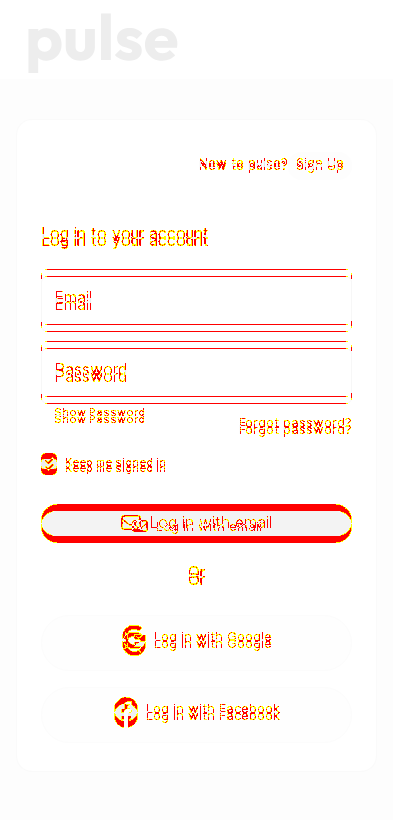 pulse
New to pulse? Sign Up
Log in to your account
Email
Password
Show Password
Forgot password?
Keep me signed in
Log in with email
Or
Log in with Google
Log in with Facebook